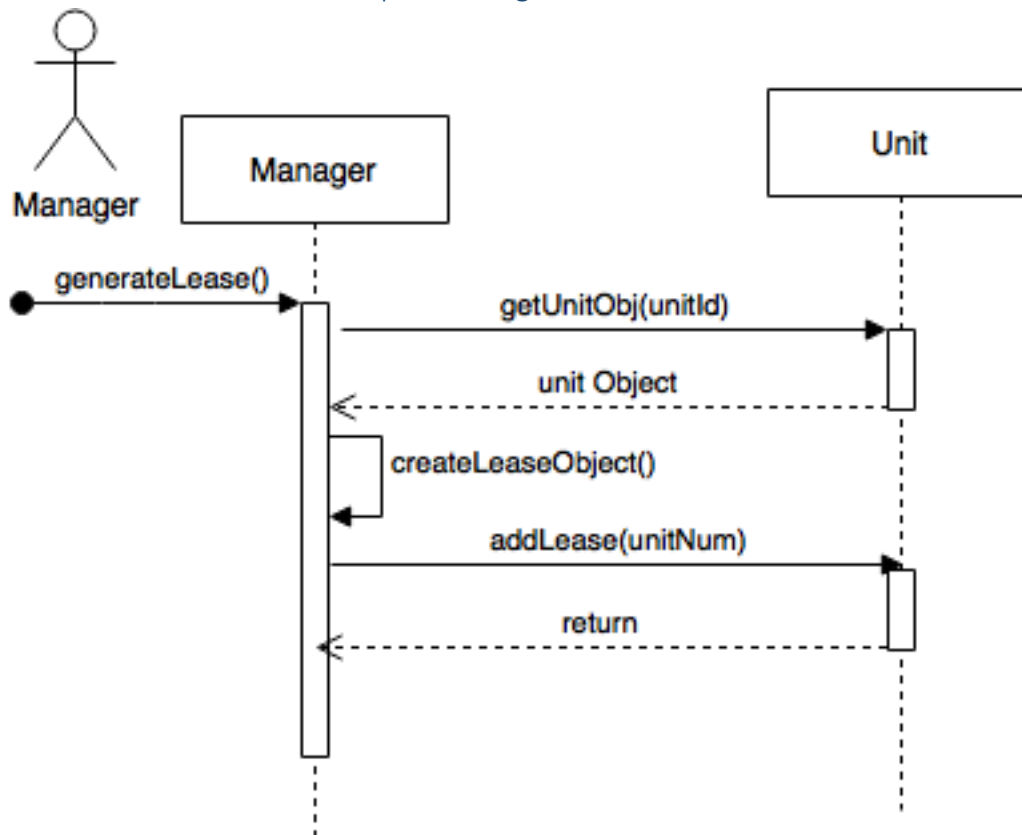 Manager
Unit
Manager
generateLease()
getUnitObj(unitId)
unit Object
createLeaseObject()
addLease(unitNum)
return